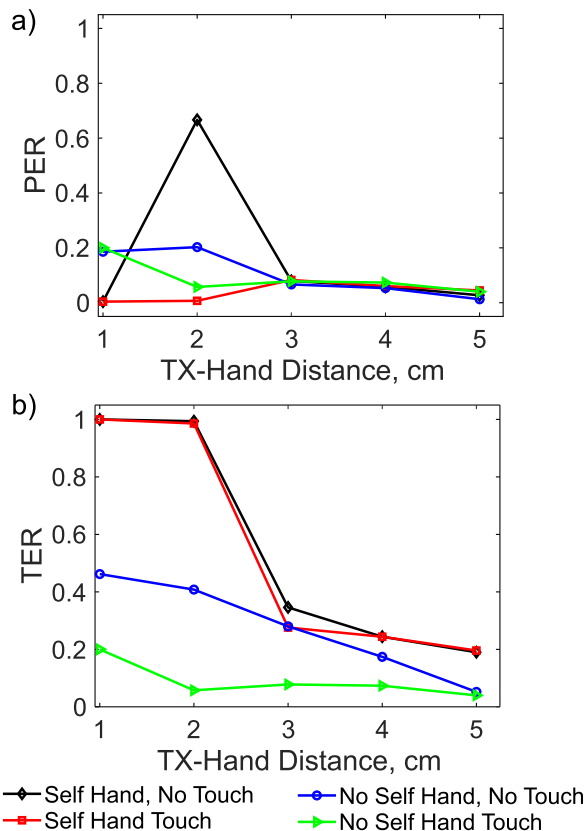 a)
1
0.8
0.6
0.4
0.2
0
PER
1 2 3 4 5
TX-Hand Distance, cm
b)
1
0.8
0.6
0.4
0.2
0
TER
1 2 3 4 5
TX-Hand Distance, cm
Self Hand, No Touch No Self Hand, No Touch
Self Hand Touch No Self Hand Touch